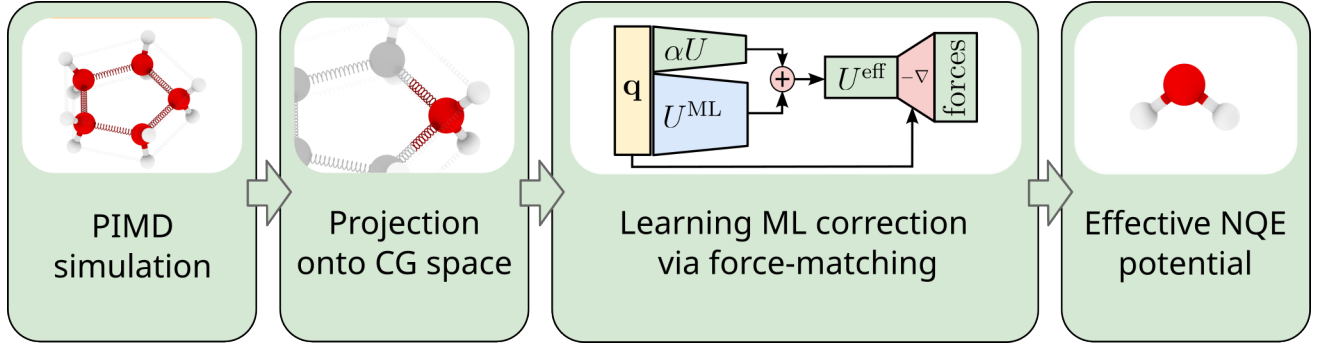 PIMD
simulation
Projection
onto CG space
q
αU
U^ML
+
U^eff
−∇
forces
Learning ML correction
via force-matching
Effective NQE
potential